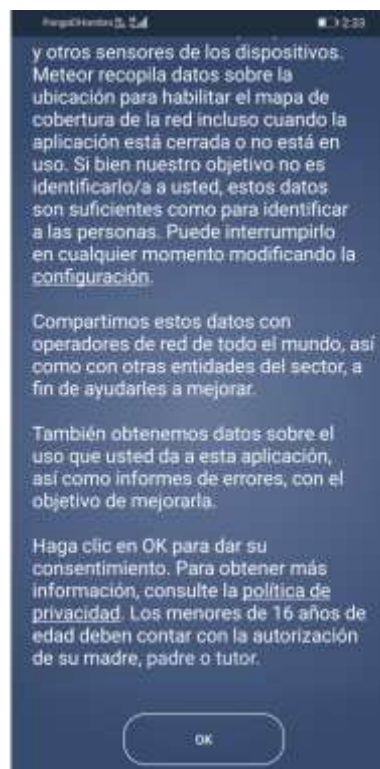 2:33
y otros sensores de los dispositivos.
Meteor recopila datos sobre la
ubicación para habilitar el mapa de
cobertura de la red incluso cuando la
aplicación está cerrada o no está en
uso. Si bien nuestro objetivo no es
identificarlo/a a usted, estos datos
son suficientes como para identificar
a las personas. Puede interrumpirlo
en cualquier momento modificando la
configuración.
Compartimos estos datos con
operadores de red de todo el mundo, así
como con otras entidades del sector, a
fin de ayudarles a mejorar.
También obtenemos datos sobre el
uso que usted da a esta aplicación,
así como informes de errores, con el
objetivo de mejorarla.
Haga clic en OK para dar su
consentimiento. Para obtener más
información, consulte la política de
privacidad. Los menores de 16 años de
edad deben contar con la autorización
de su madre, padre o tutor.
OK